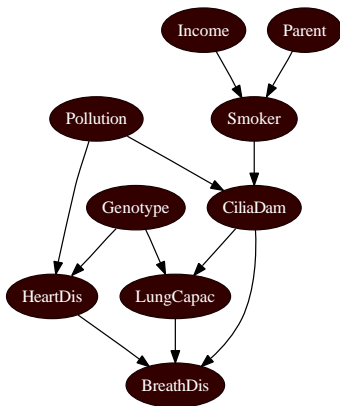 Income
Parent
Pollution
Smoker
Genotype
CiliaDam
HeartDis
LungCapac
BreathDis